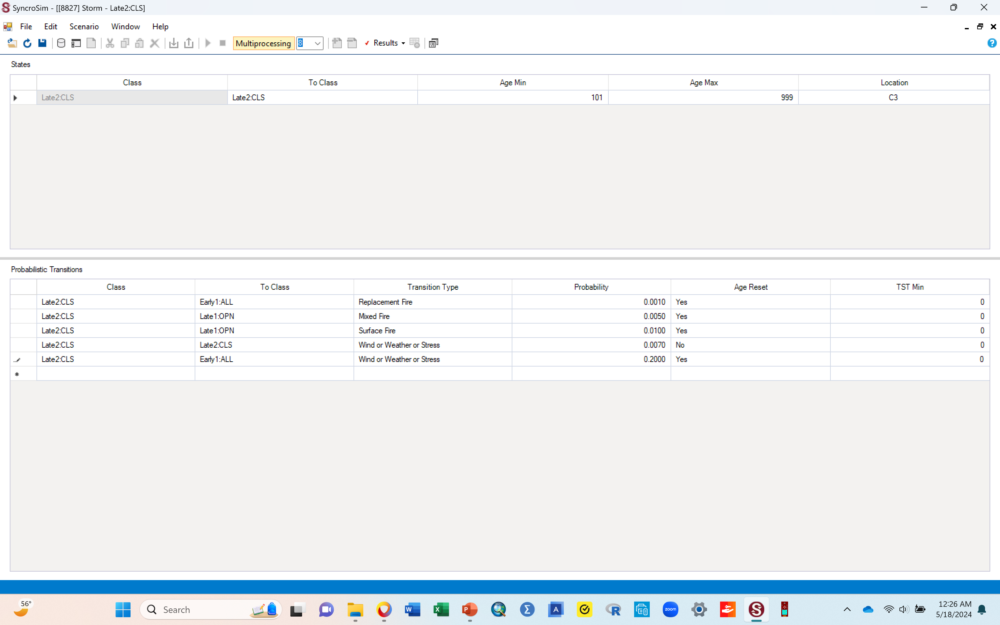 SyncroSim - [[8827] Storm - Late2:CLS]
File Edit Scenario Window Help
Multiprocessing 8 Results
States
Class To Class Age Min Age Max Location
Late2:CLS Late2:CLS 101 999 C3
Probabilistic Transitions
Class To Class Transition Type Probability Age Reset TST Min
Late2:CLS Early1:ALL Replacement Fire 0.0010 Yes 0
Late2:CLS Late1:OPN Mixed Fire 0.0050 Yes 0
Late2:CLS Late1:OPN Surface Fire 0.0100 Yes 0
Late2:CLS Late2:CLS Wind or Weather or Stress 0.0070 No 0
Late2:CLS Early1:ALL Wind or Weather or Stress 0.2000 Yes 0
56° Search W X P Σ A R zoom S 12:26 AM
5/18/2024